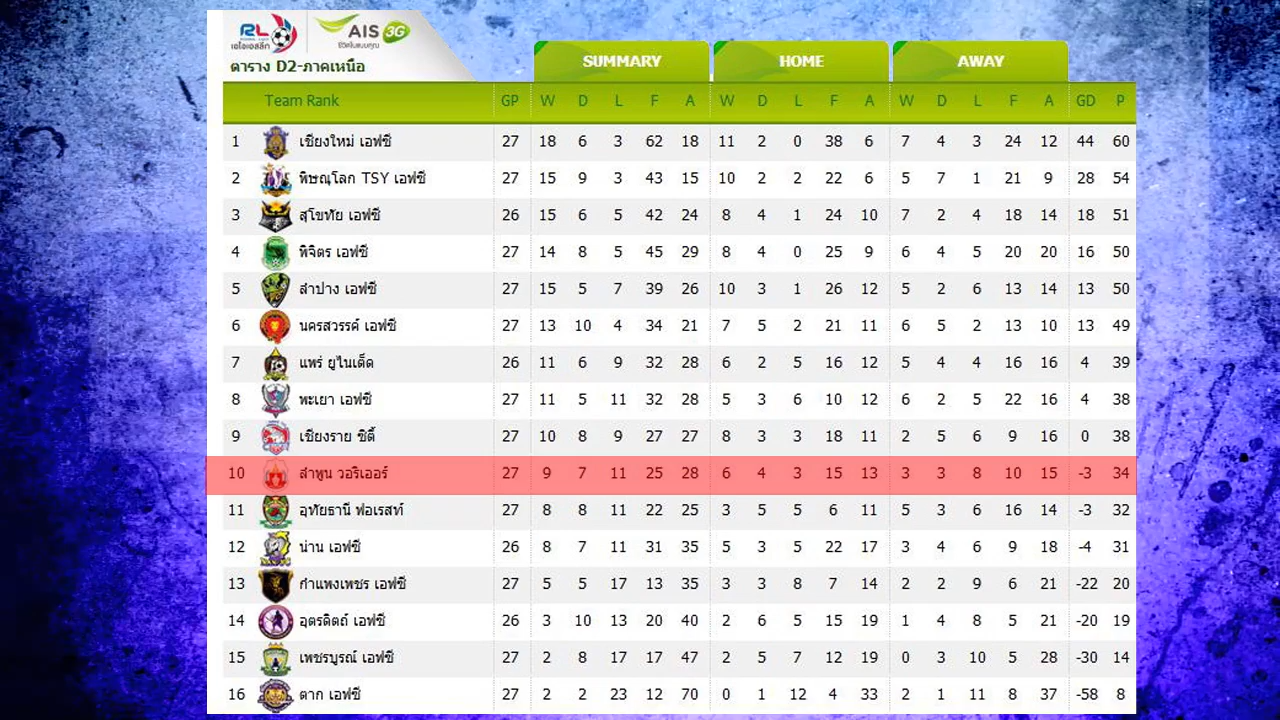 RL
เอไอเอสลีก
AIS 3G
ชีวิตในแบบคุณ
ตาราง D2-ภาคเหนือ
SUMMARY HOME AWAY
Team Rank GP W D L F A W D L F A W D L F A GD P
1 เชียงใหม่ เอฟซี 27 18 6 3 62 18 11 2 0 38 6 7 4 3 24 12 44 60
2 พิษณุโลก TSY เอฟซี 27 15 9 3 43 15 10 2 2 22 6 5 7 1 21 9 28 54
3 สุโขทัย เอฟซี 26 15 6 5 42 24 8 4 1 24 10 7 2 4 18 14 18 51
4 พิจิตร เอฟซี 27 14 8 5 45 29 8 4 0 25 9 6 4 5 20 20 16 50
5 ลำปาง เอฟซี 27 15 5 7 39 26 10 3 1 26 12 5 2 6 13 14 13 50
6 นครสวรรค์ เอฟซี 27 13 10 4 34 21 7 5 2 21 11 6 5 2 13 10 13 49
7 แพร่ ยูไนเต็ด 26 11 6 9 32 28 6 2 5 16 12 5 4 4 16 16 4 39
8 พะเยา เอฟซี 27 11 5 11 32 28 5 3 6 10 12 6 2 5 22 16 4 38
9 เชียงราย ซิตี้ 27 10 8 9 27 27 8 3 3 18 11 2 5 6 9 16 0 38
10 ลำพูน วอริเออร์ 27 9 7 11 25 28 6 4 3 15 13 3 3 8 10 15 -3 34
11 อุทัยธานี ฟอเรสท์ 27 8 8 11 22 25 3 5 5 6 11 5 3 6 16 14 -3 32
12 น่าน เอฟซี 26 8 7 11 31 35 5 3 5 22 17 3 4 6 9 18 -4 31
13 กำแพงเพชร เอฟซี 27 5 5 17 13 35 3 3 8 7 14 2 2 9 6 21 -22 20
14 อุตรดิตถ์ เอฟซี 26 3 10 13 20 40 2 6 5 15 19 1 4 8 5 21 -20 19
15 เพชรบูรณ์ เอฟซี 27 2 8 17 17 47 2 5 7 12 19 0 3 10 5 28 -30 14
16 ตาก เอฟซี 27 2 2 23 12 70 0 1 12 4 33 2 1 11 8 37 -58 8